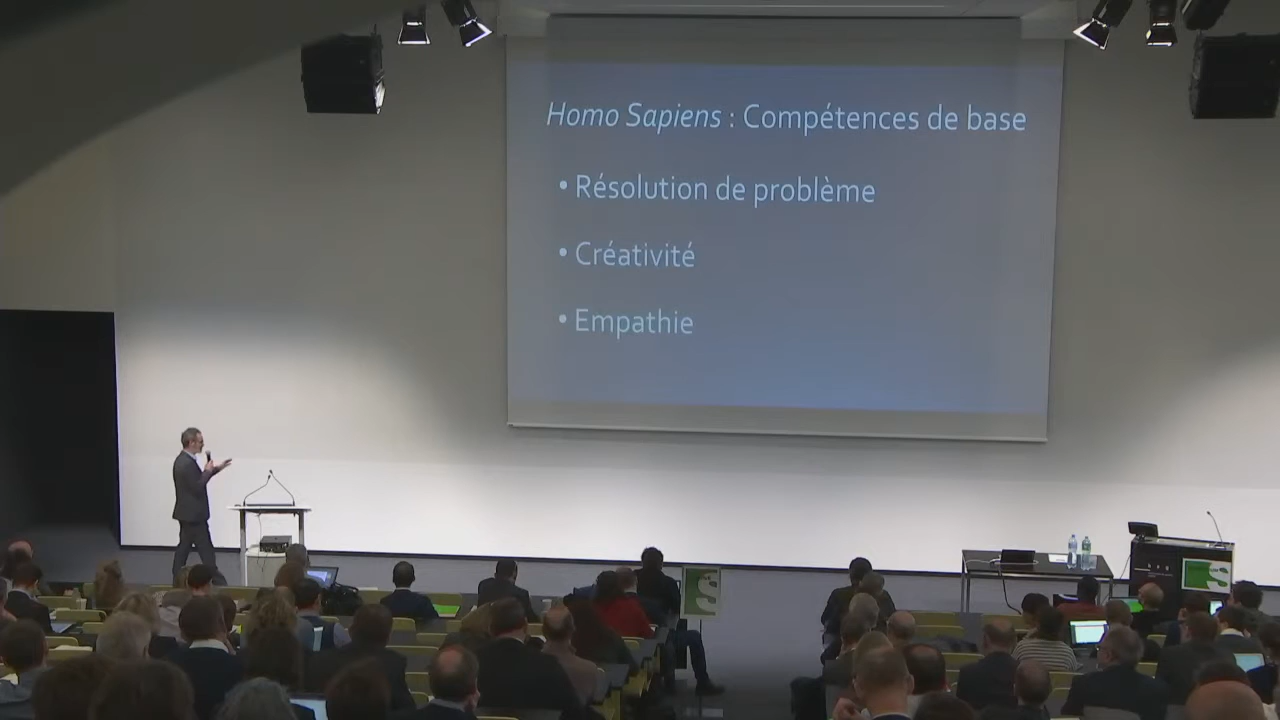 Homo Sapiens : Compétences de base
• Résolution de problème
• Créativité
• Empathie